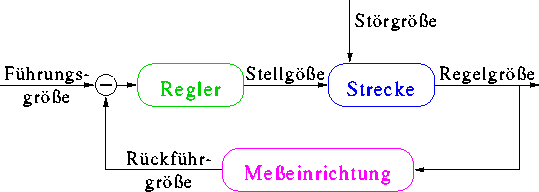 Störgröße
Führungs-
größe
−
Regler
Stellgöße
Strecke
Regelgröße
Rückführ-
größe
Meßeinrichtung